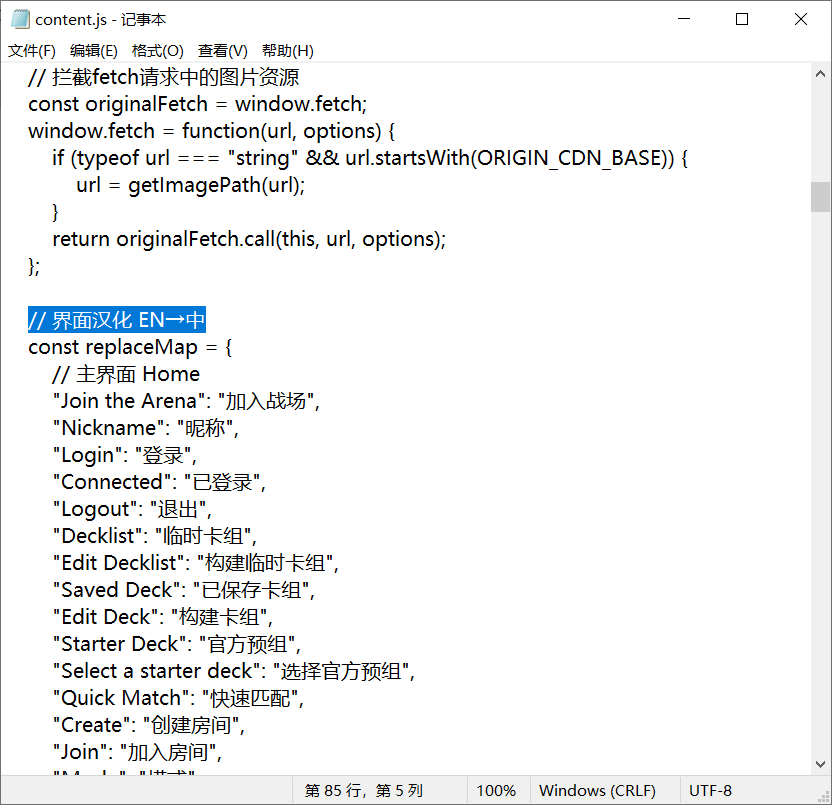 content.js - 记事本
文件(F) 编辑(E) 格式(O) 查看(V) 帮助(H)
// 拦截fetch请求中的图片资源
const originalFetch = window.fetch;
window.fetch = function(url, options) {
if (typeof url === "string" && url.startsWith(ORIGIN_CDN_BASE)) {
url = getImagePath(url);
}
return originalFetch.call(this, url, options);
};
// 界面汉化 EN→中
const replaceMap = {
// 主界面 Home
"Join the Arena": "加入战场",
"Nickname": "昵称",
"Login": "登录",
"Connected": "已登录",
"Logout": "退出",
"Decklist": "临时卡组",
"Edit Decklist": "构建临时卡组",
"Saved Deck": "已保存卡组",
"Edit Deck": "构建卡组",
"Starter Deck": "官方预组",
"Select a starter deck": "选择官方预组",
"Quick Match": "快速匹配",
"Create": "创建房间",
"Join": "加入房间",
第 85 行，第 5 列 100% Windows (CRLF) UTF-8